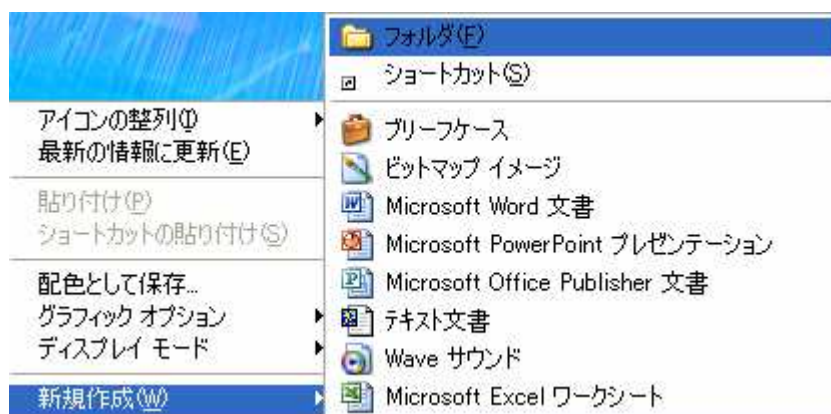 アイコンの整列(I)
最新の情報に更新(E)
貼り付け(P)
ショートカットの貼り付け(S)
配色として保存...
グラフィック オプション
ディスプレイ モード
新規作成(W)
フォルダ(F)
ショートカット(S)
ブリーフケース
ビットマップ イメージ
Microsoft Word 文書
Microsoft PowerPoint プレゼンテーション
Microsoft Office Publisher 文書
テキスト文書
Wave サウンド
Microsoft Excel ワークシート